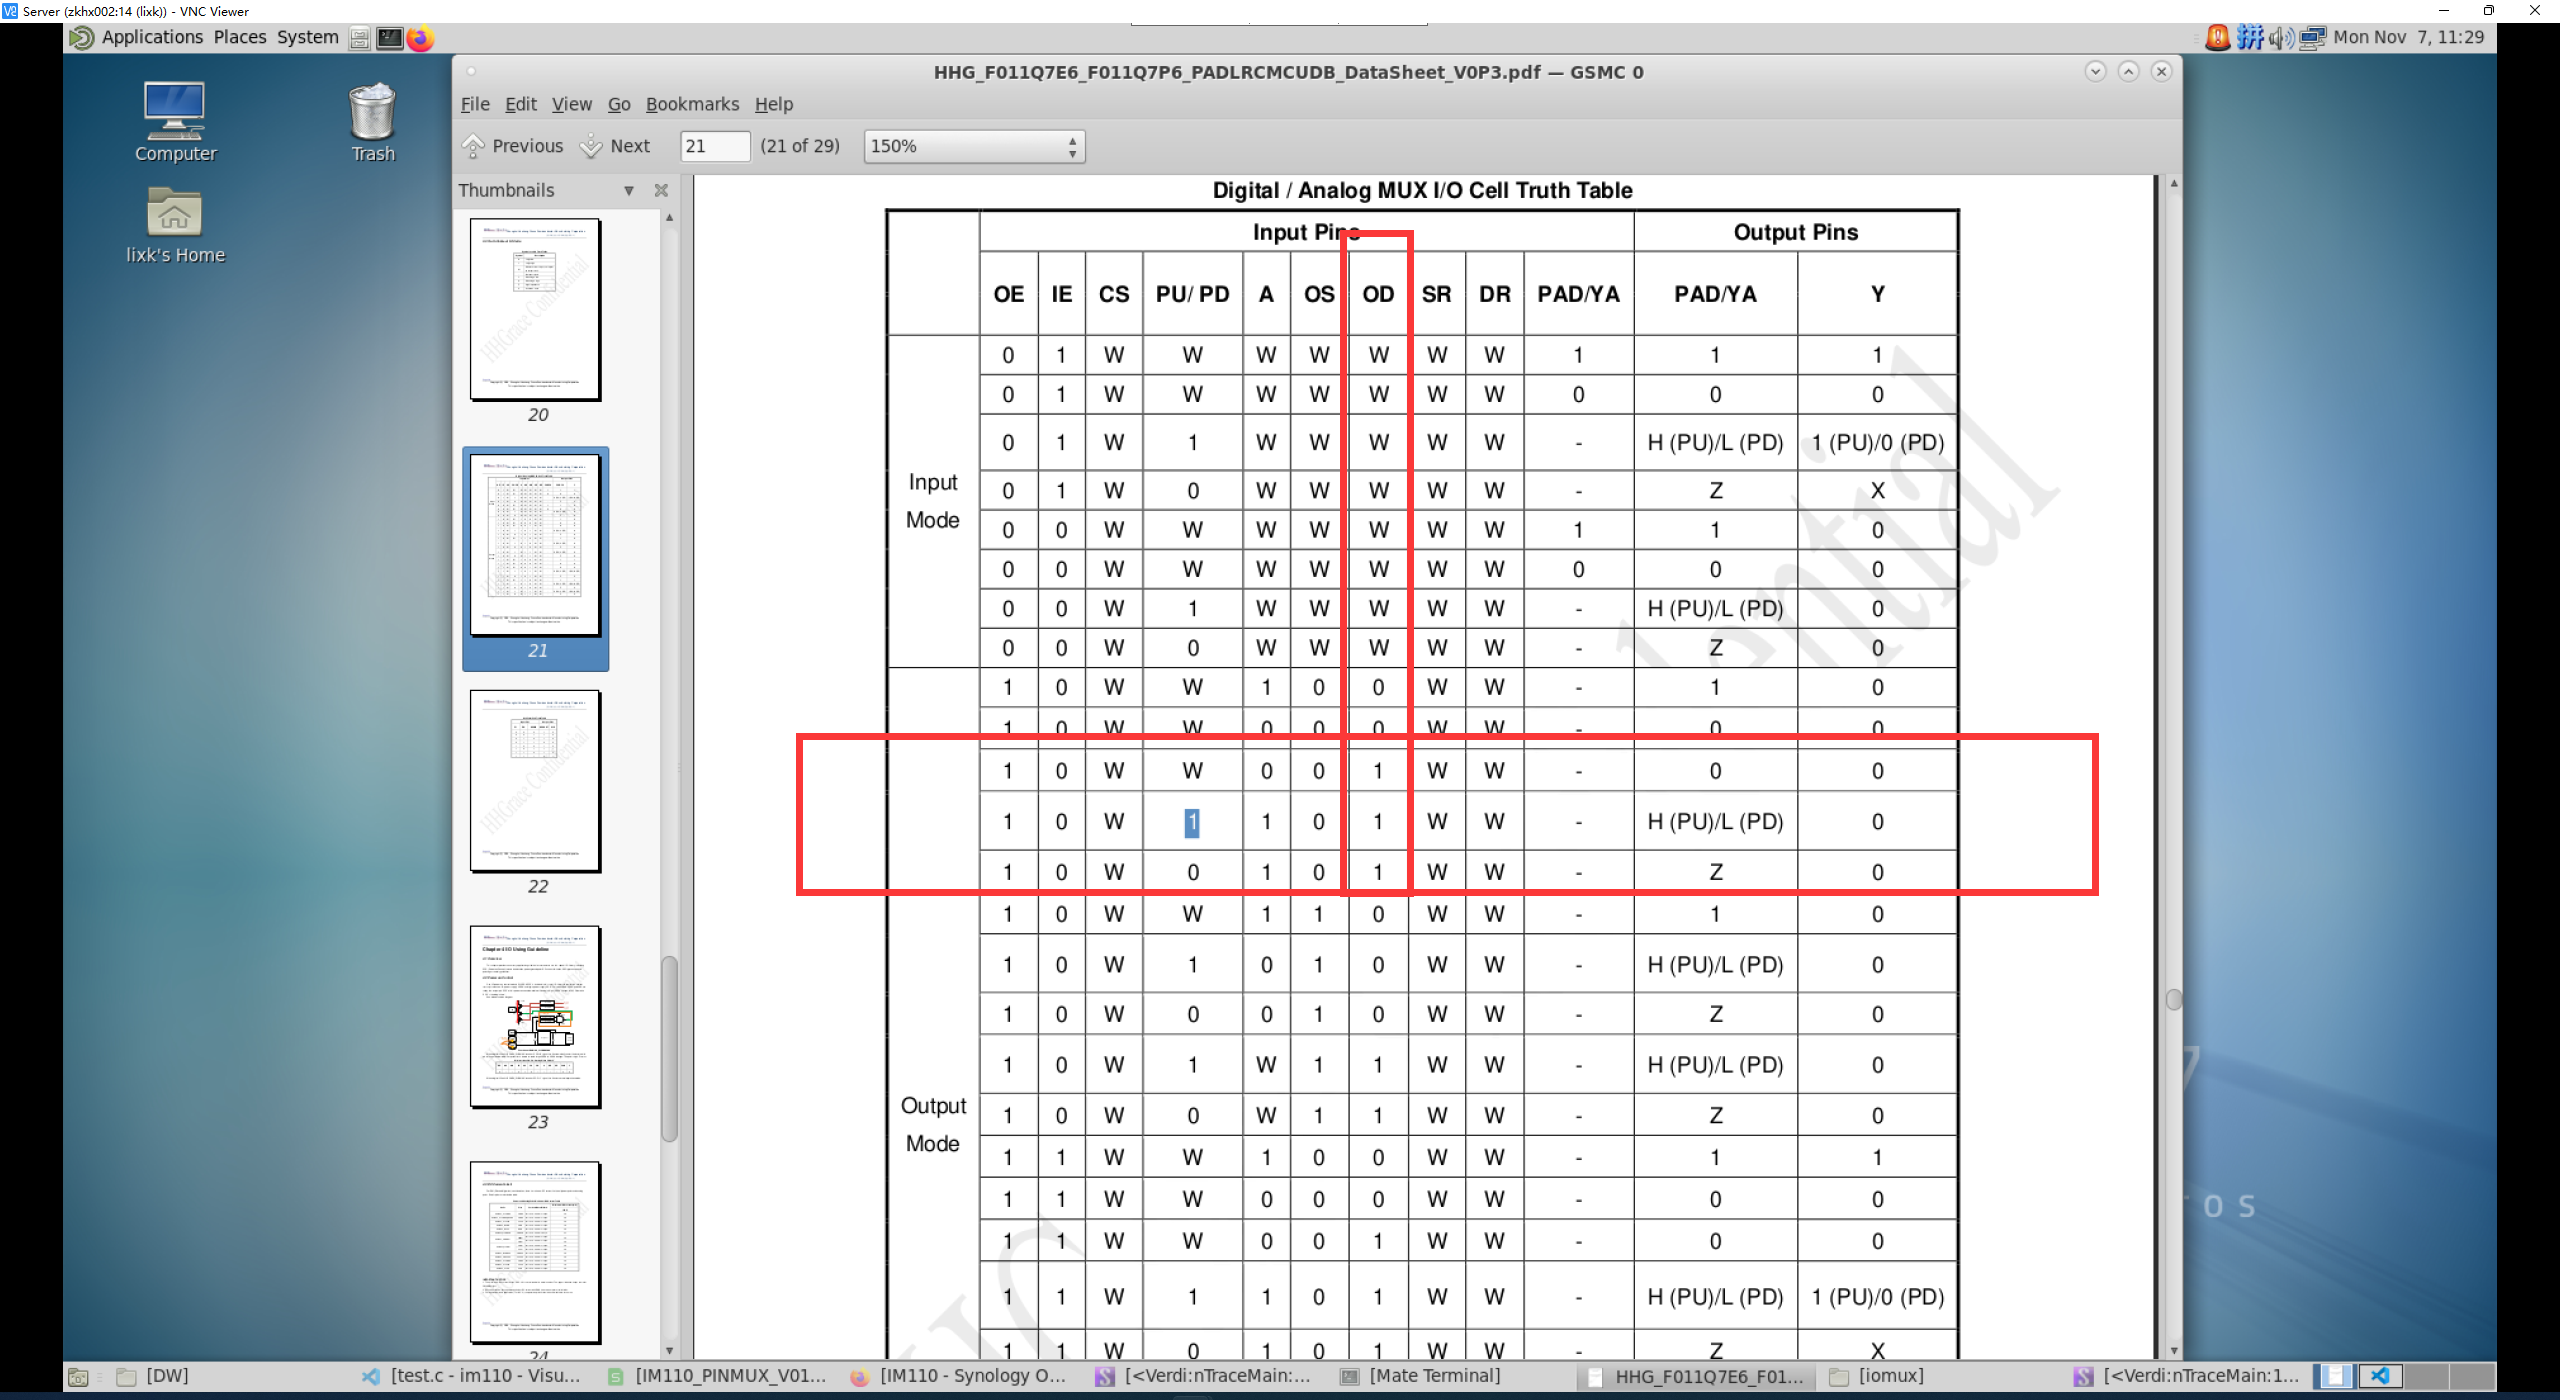 Server (zkhx002:14 (lixk)) - VNC Viewer
Applications Places System
Mon Nov 7, 11:29
Computer
Trash
lixk's Home
HHG_F011Q7E6_F011Q7P6_PADLRCMCUDB_DataSheet_V0P3.pdf — GSMC 0
File Edit View Go Bookmarks Help
Previous Next 21 (21 of 29) 150%
Thumbnails
20
21
22
23
24
Digital / Analog MUX I/O Cell Truth Table
Input Pins Output Pins
OE IE CS PU/ PD A OS OD SR DR PAD/YA PAD/YA Y
Input Mode
0 1 W W W W W W W 1 1 1
0 1 W W W W W W W 0 0 0
0 1 W 1 W W W W W - H (PU)/L (PD) 1 (PU)/0 (PD)
0 1 W 0 W W W W W - Z X
0 0 W W W W W W W 1 1 0
0 0 W W W W W W W 0 0 0
0 0 W 1 W W W W W - H (PU)/L (PD) 0
0 0 W 0 W W W W W - Z 0
Output Mode
1 0 W W 1 0 0 W W - 1 0
1 0 W W 0 0 0 W W - 0 0
1 0 W W 0 0 1 W W - 0 0
1 0 W 1 1 0 1 W W - H (PU)/L (PD) 0
1 0 W 0 1 0 1 W W - Z 0
1 0 W W 1 1 0 W W - 1 0
1 0 W 1 0 1 0 W W - H (PU)/L (PD) 0
1 0 W 0 0 1 0 W W - Z 0
1 0 W 1 W 1 1 W W - H (PU)/L (PD) 0
1 0 W 0 W 1 1 W W - Z 0
1 1 W W 1 0 0 W W - 1 1
1 1 W W 0 0 0 W W - 0 0
1 1 W W 0 0 1 W W - 0 0
1 1 W 1 1 0 1 W W - H (PU)/L (PD) 1 (PU)/0 (PD)
1 1 W 0 1 0 1 W W - Z X
[DW]
[test.c - im110 - Visu...
[IM110_PINMUX_V01...
[IM110 - Synology O...
[<Verdi:nTraceMain:...
[Mate Terminal]
HHG_F011Q7E6_F01...
[iomux]
[<Verdi:nTraceMain:1...